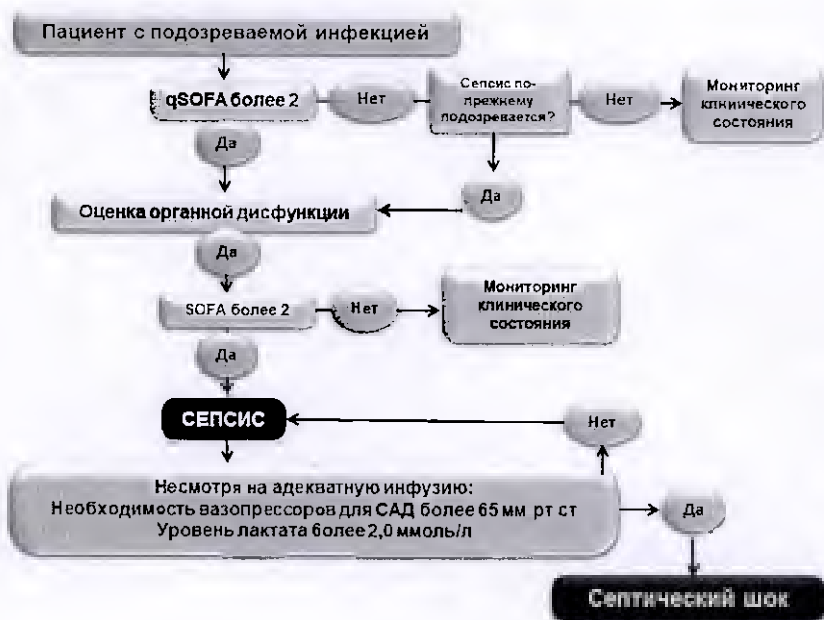 Пациент с подозреваемой инфекцией
qSOFA более 2
Нет
Сепсис по-
прежнему
подозревается?
Нет
Мониторинг
клинического
состояния
Да
Да
Оценка органной дисфункции
Да
SOFA более 2
Нет
Мониторинг
клинического
состояния
Да
СЕПСИС
Нет
Несмотря на адекватную инфузию:
Необходимость вазопрессоров для САД более 65 мм рт ст
Уровень лактата более 2,0 ммоль/л
Да
Септический шок